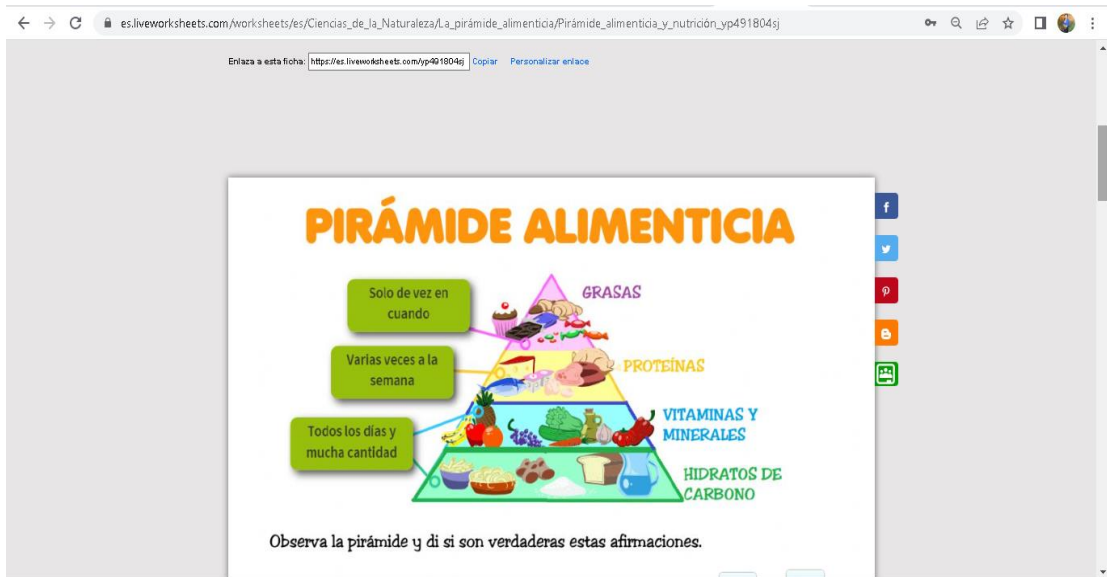 es.liveworksheets.com/worksheets/es/Ciencias_de_la_Naturaleza/La_pirámide_alimenticia/Pirámide_alimenticia_y_nutrición_yp491804sj
Enlaza a esta ficha: https://es.liveworksheets.com/yp491804sj Copiar Personalizar enlace
PIRÁMIDE ALIMENTICIA
Solo de vez en
cuando
GRASAS
Varias veces a la
semana
PROTEÍNAS
Todos los días y
mucha cantidad
VITAMINAS Y
MINERALES
HIDRATOS DE
CARBONO
Observa la pirámide y di si son verdaderas estas afirmaciones.